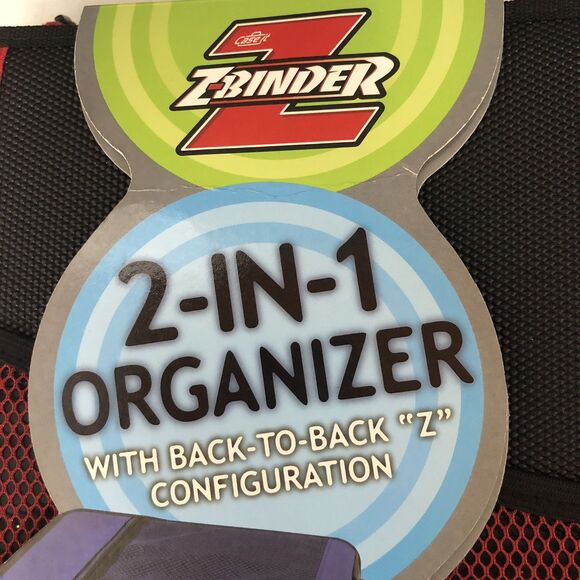 Case it
Z
Z-BINDER
2-IN-1
ORGANIZER
WITH BACK-TO-BACK "Z"
CONFIGURATION